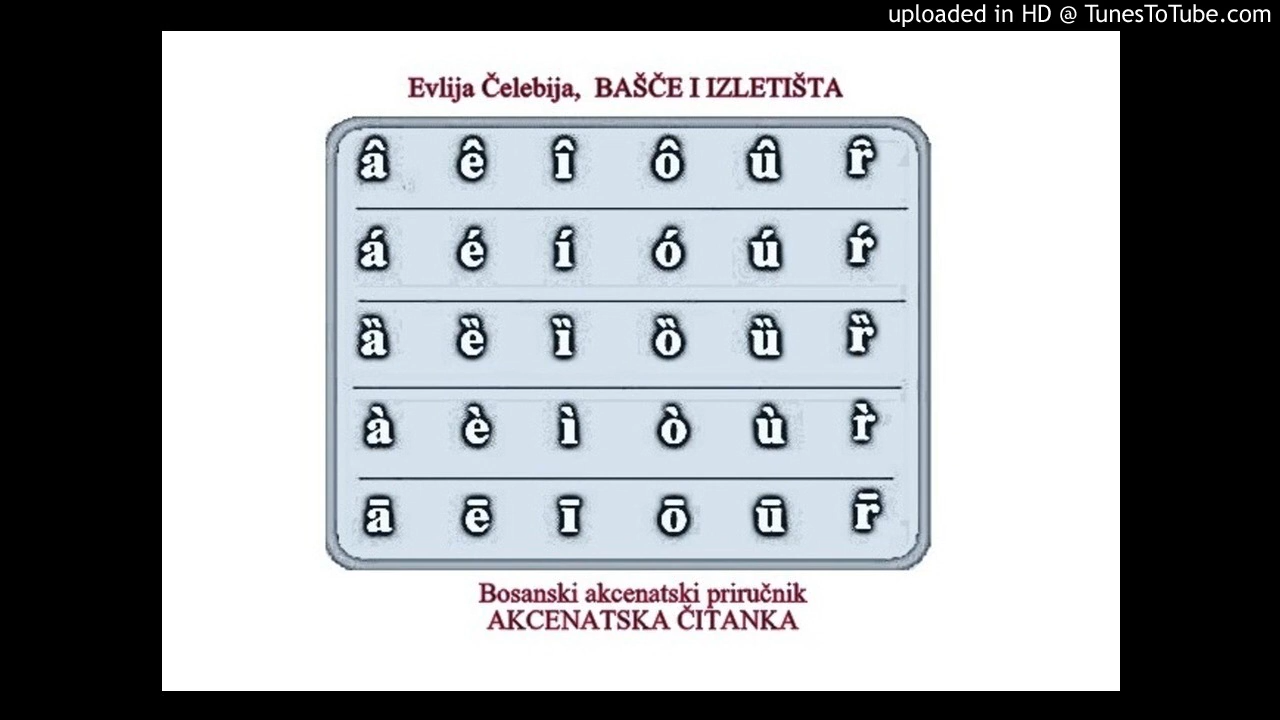 uploaded in HD @ TunesToTube.com
Evlija Čelebija, BAŠČE I IZLETIŠTA
â ê î ô û r̂
á é í ó ú ŕ
ȁ ȅ ȉ ȍ ȕ ȑ
à è ì ò ù r̀
ā ē ī ō ū r̄
Bosanski akcenatski priručnik
AKCENATSKA ČITANKA